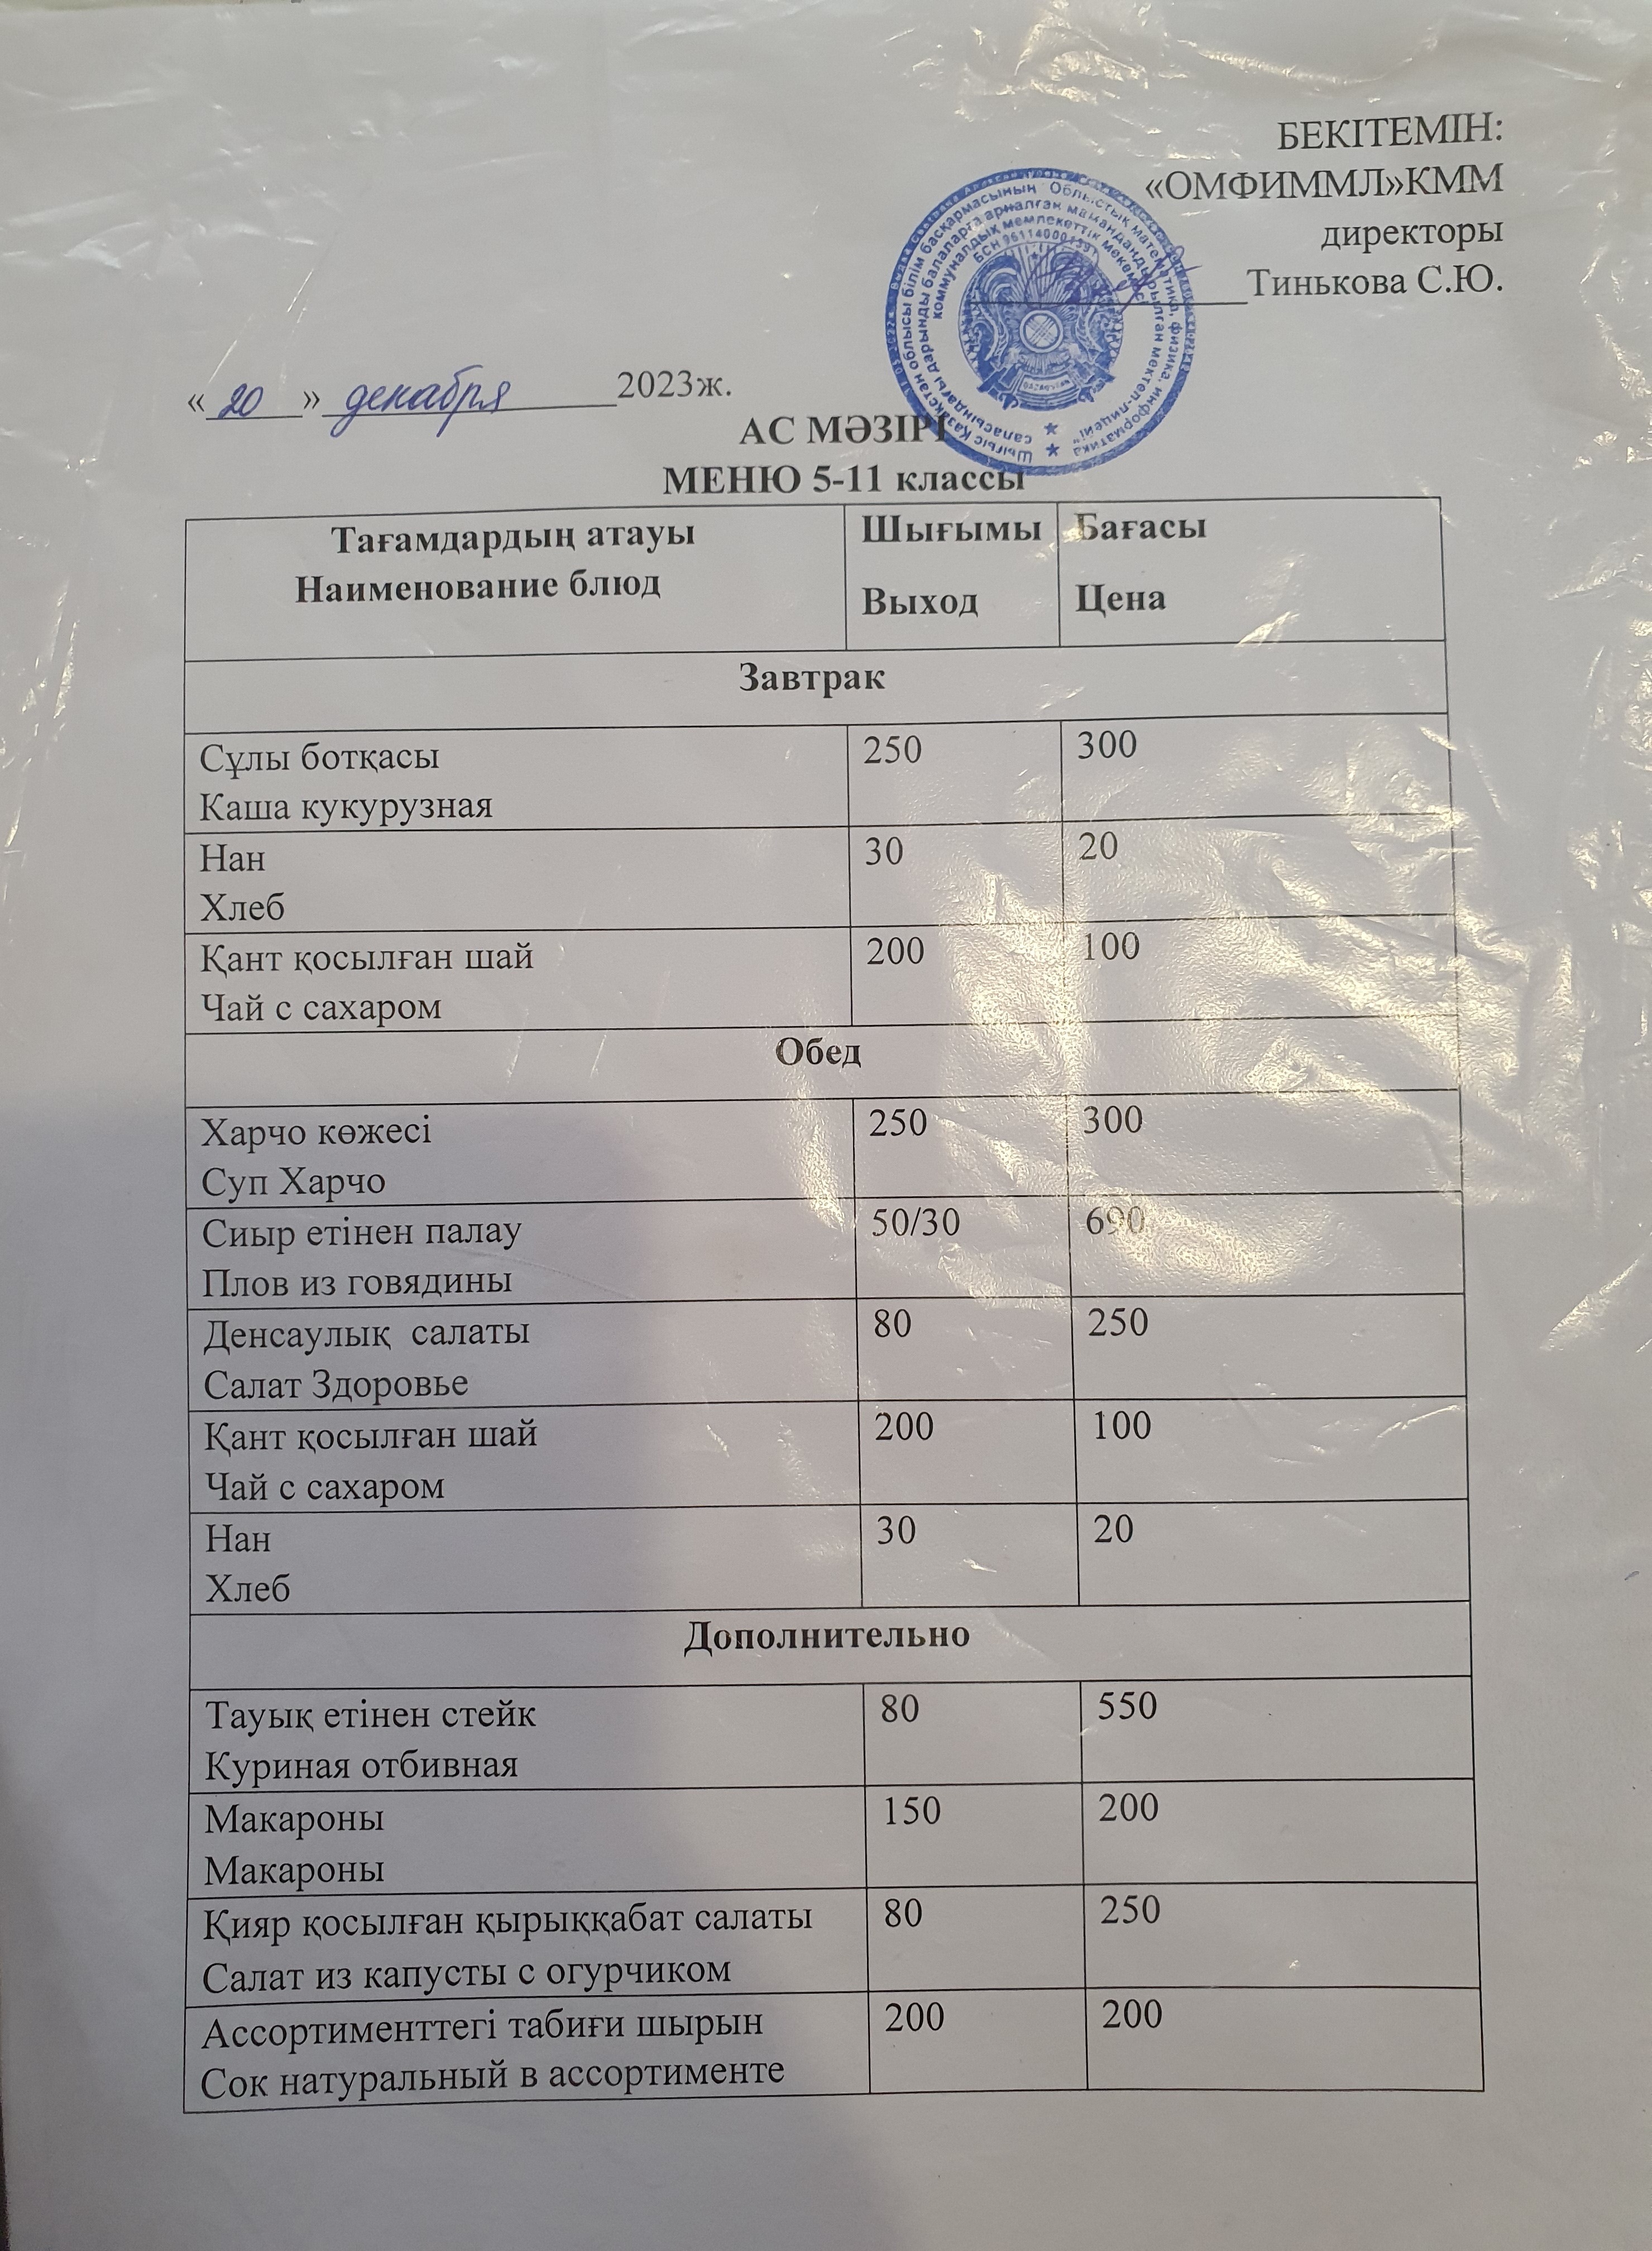 БЕКІТЕМІН:
«ОМФИММЛ»КММ
директоры
Тинькова С.Ю.
«20» декабря 2023ж.
АС МӘЗІРІ
МЕНЮ 5-11 классы
Тағамдардың атауы
Наименование блюд
Шығымы
Выход
Бағасы
Цена
Завтрак
Сұлы ботқасы
Каша кукурузная
250
300
Нан
Хлеб
30
20
Қант қосылған шай
Чай с сахаром
200
100
Обед
Харчо көжесі
Суп Харчо
250
300
Сиыр етінен палау
Плов из говядины
50/30
690
Денсаулық салаты
Салат Здоровье
80
250
Қант қосылған шай
Чай с сахаром
200
100
Нан
Хлеб
30
20
Дополнительно
Тауық етінен стейк
Куриная отбивная
80
550
Макароны
Макароны
150
200
Қияр қосылған қырыққабат салаты
Салат из капусты с огурчиком
80
250
Ассортименттегі табиғи шырын
Сок натуральный в ассортименте
200
200